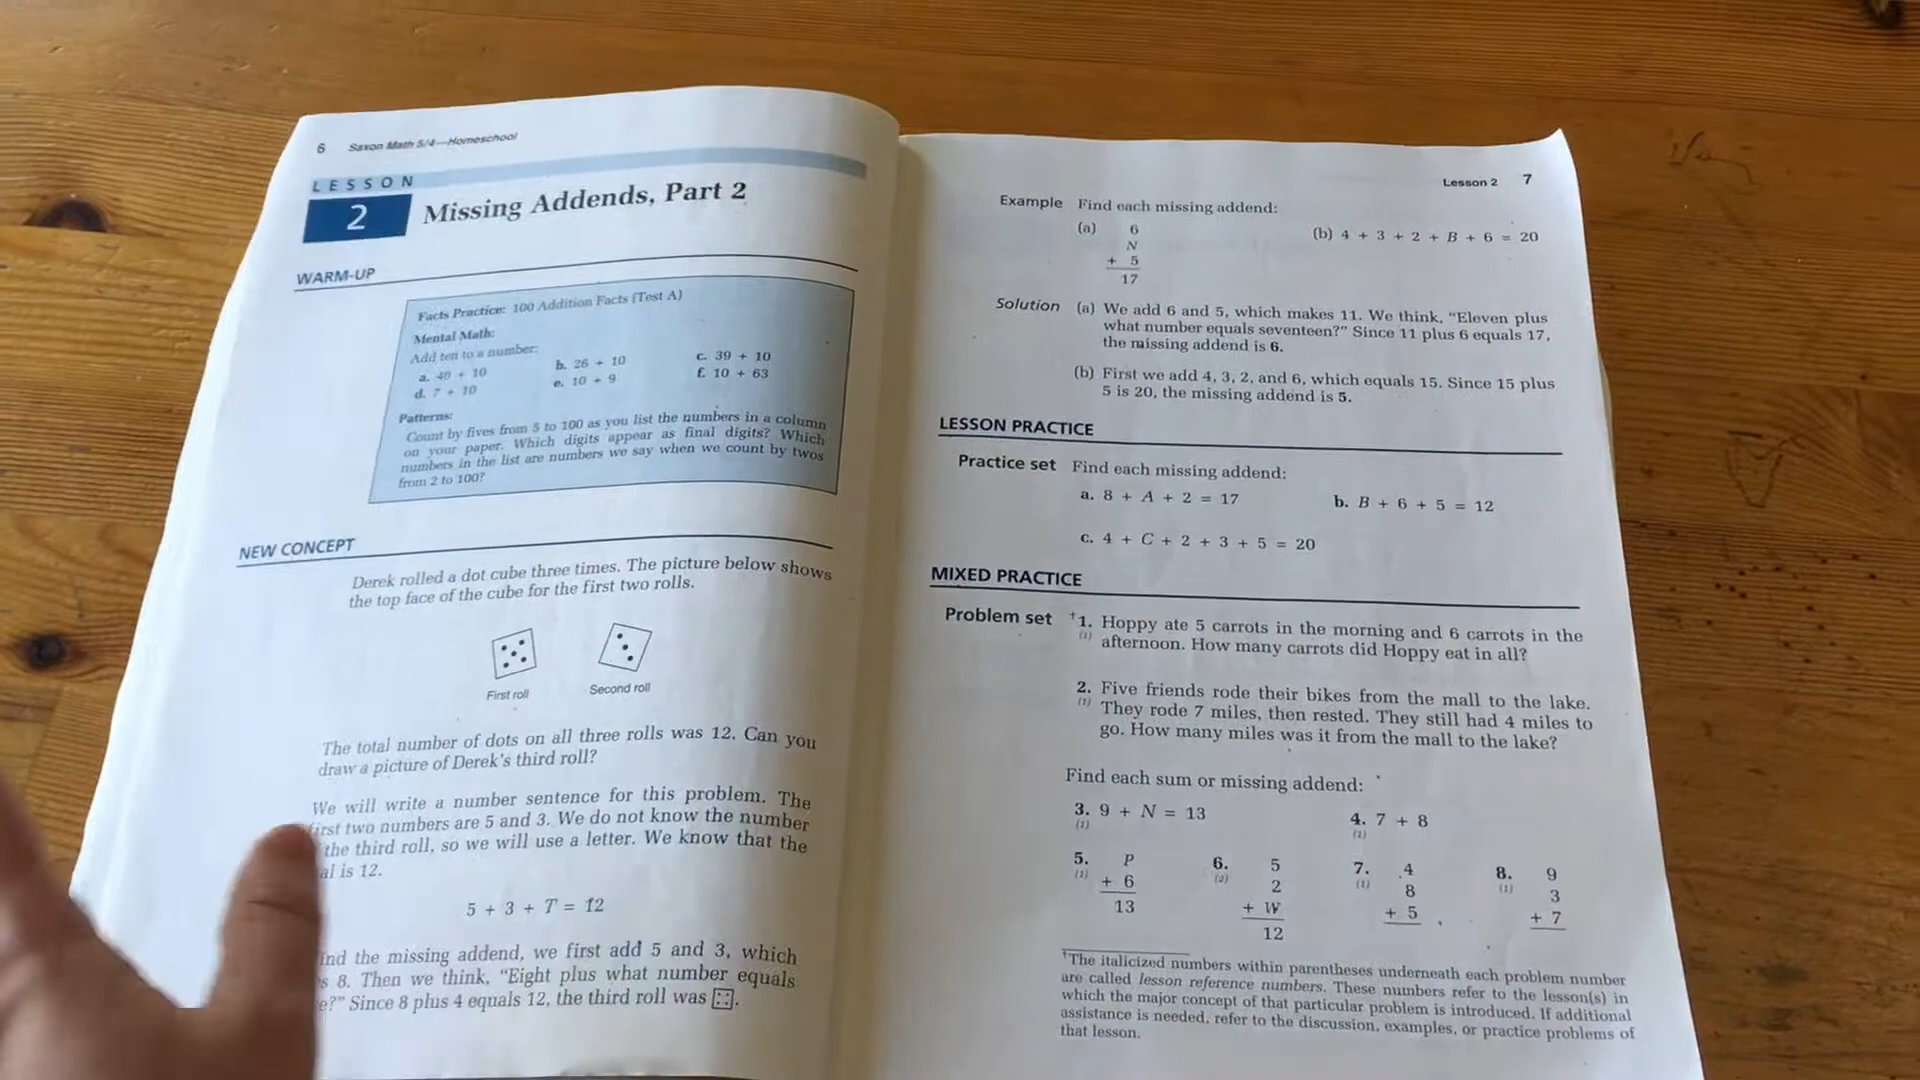 6 Saxon Math 5/4—Homeschool
LESSON
2 Missing Addends, Part 2
WARM-UP
Facts Practice: 100 Addition Facts (Test A)
Mental Math:
Add ten to a number:
a. 40 + 10 b. 26 + 10 c. 39 + 10
d. 7 + 10 e. 10 + 9 f. 10 + 63
Patterns:
Count by fives from 5 to 100 as you list the numbers in a column
on your paper. Which digits appear as final digits? Which
numbers in the list are numbers we say when we count by twos
from 2 to 100?
NEW CONCEPT
Derek rolled a dot cube three times. The picture below shows
the top face of the cube for the first two rolls.
First roll Second roll
The total number of dots on all three rolls was 12. Can you
draw a picture of Derek's third roll?
We will write a number sentence for this problem. The
first two numbers are 5 and 3. We do not know the number
the third roll, so we will use a letter. We know that the
al is 12.
5 + 3 + T = 12
ind the missing addend, we first add 5 and 3, which
s 8. Then we think, "Eight plus what number equals
e?" Since 8 plus 4 equals 12, the third roll was .
Lesson 2 7
Example Find each missing addend:
(a) 6
N
+ 5
17
(b) 4 + 3 + 2 + B + 6 = 20
Solution (a) We add 6 and 5, which makes 11. We think, "Eleven plus
what number equals seventeen?" Since 11 plus 6 equals 17,
the missing addend is 6.
(b) First we add 4, 3, 2, and 6, which equals 15. Since 15 plus
5 is 20, the missing addend is 5.
LESSON PRACTICE
Practice set Find each missing addend:
a. 8 + A + 2 = 17 b. B + 6 + 5 = 12
c. 4 + C + 2 + 3 + 5 = 20
MIXED PRACTICE
Problem set †1. Hoppy ate 5 carrots in the morning and 6 carrots in the
(1) afternoon. How many carrots did Hoppy eat in all?
2. Five friends rode their bikes from the mall to the lake.
(1) They rode 7 miles, then rested. They still had 4 miles to
go. How many miles was it from the mall to the lake?
Find each sum or missing addend:
3. 9 + N = 13 4. 7 + 8
(1) (1)
5. P 6. 5 7. 4 8. 9
(1) + 6 (2) 2 (1) 8 (1) 3
13 + W + 5 + 7
12
†The italicized numbers within parentheses underneath each problem number
are called lesson reference numbers. These numbers refer to the lesson(s) in
which the major concept of that particular problem is introduced. If additional
assistance is needed, refer to the discussion, examples, or practice problems of
that lesson.